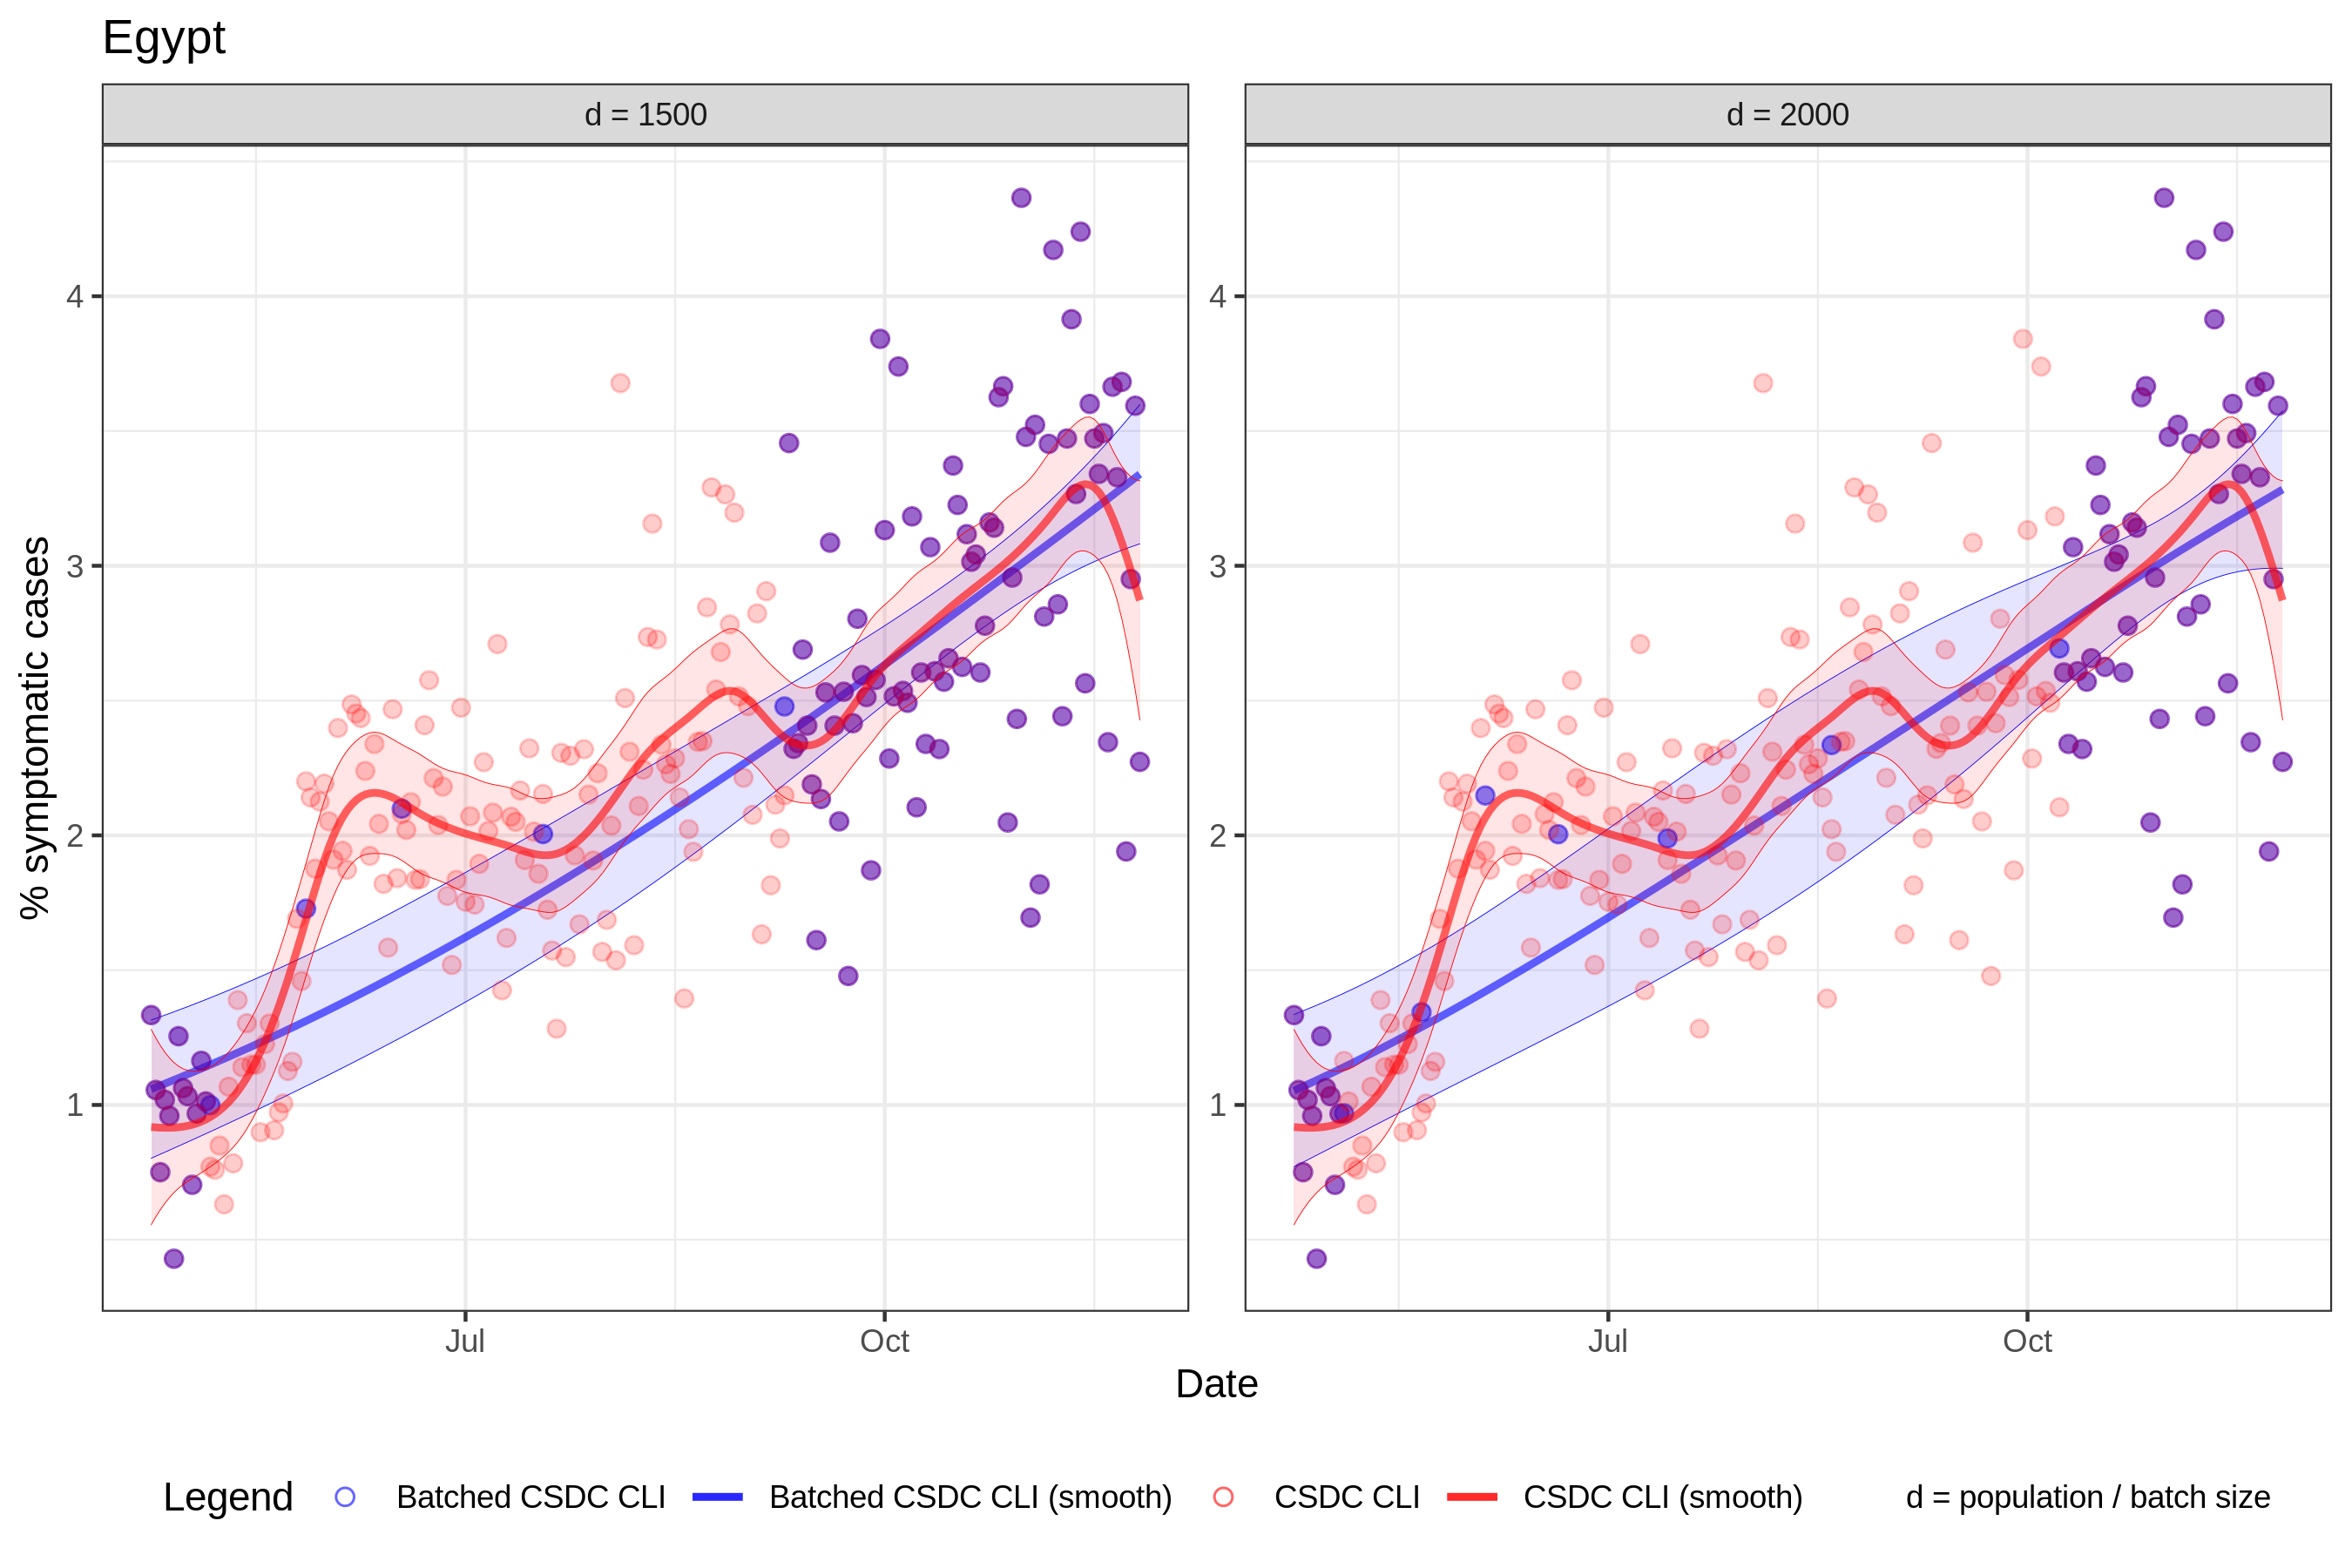 Egypt
d = 1500
d = 2000
% symptomatic cases
4
3
2
1
4
3
2
1
Jul
Oct
Jul
Oct
Date
Legend
Batched CSDC CLI
Batched CSDC CLI (smooth)
CSDC CLI
CSDC CLI (smooth)
d = population / batch size